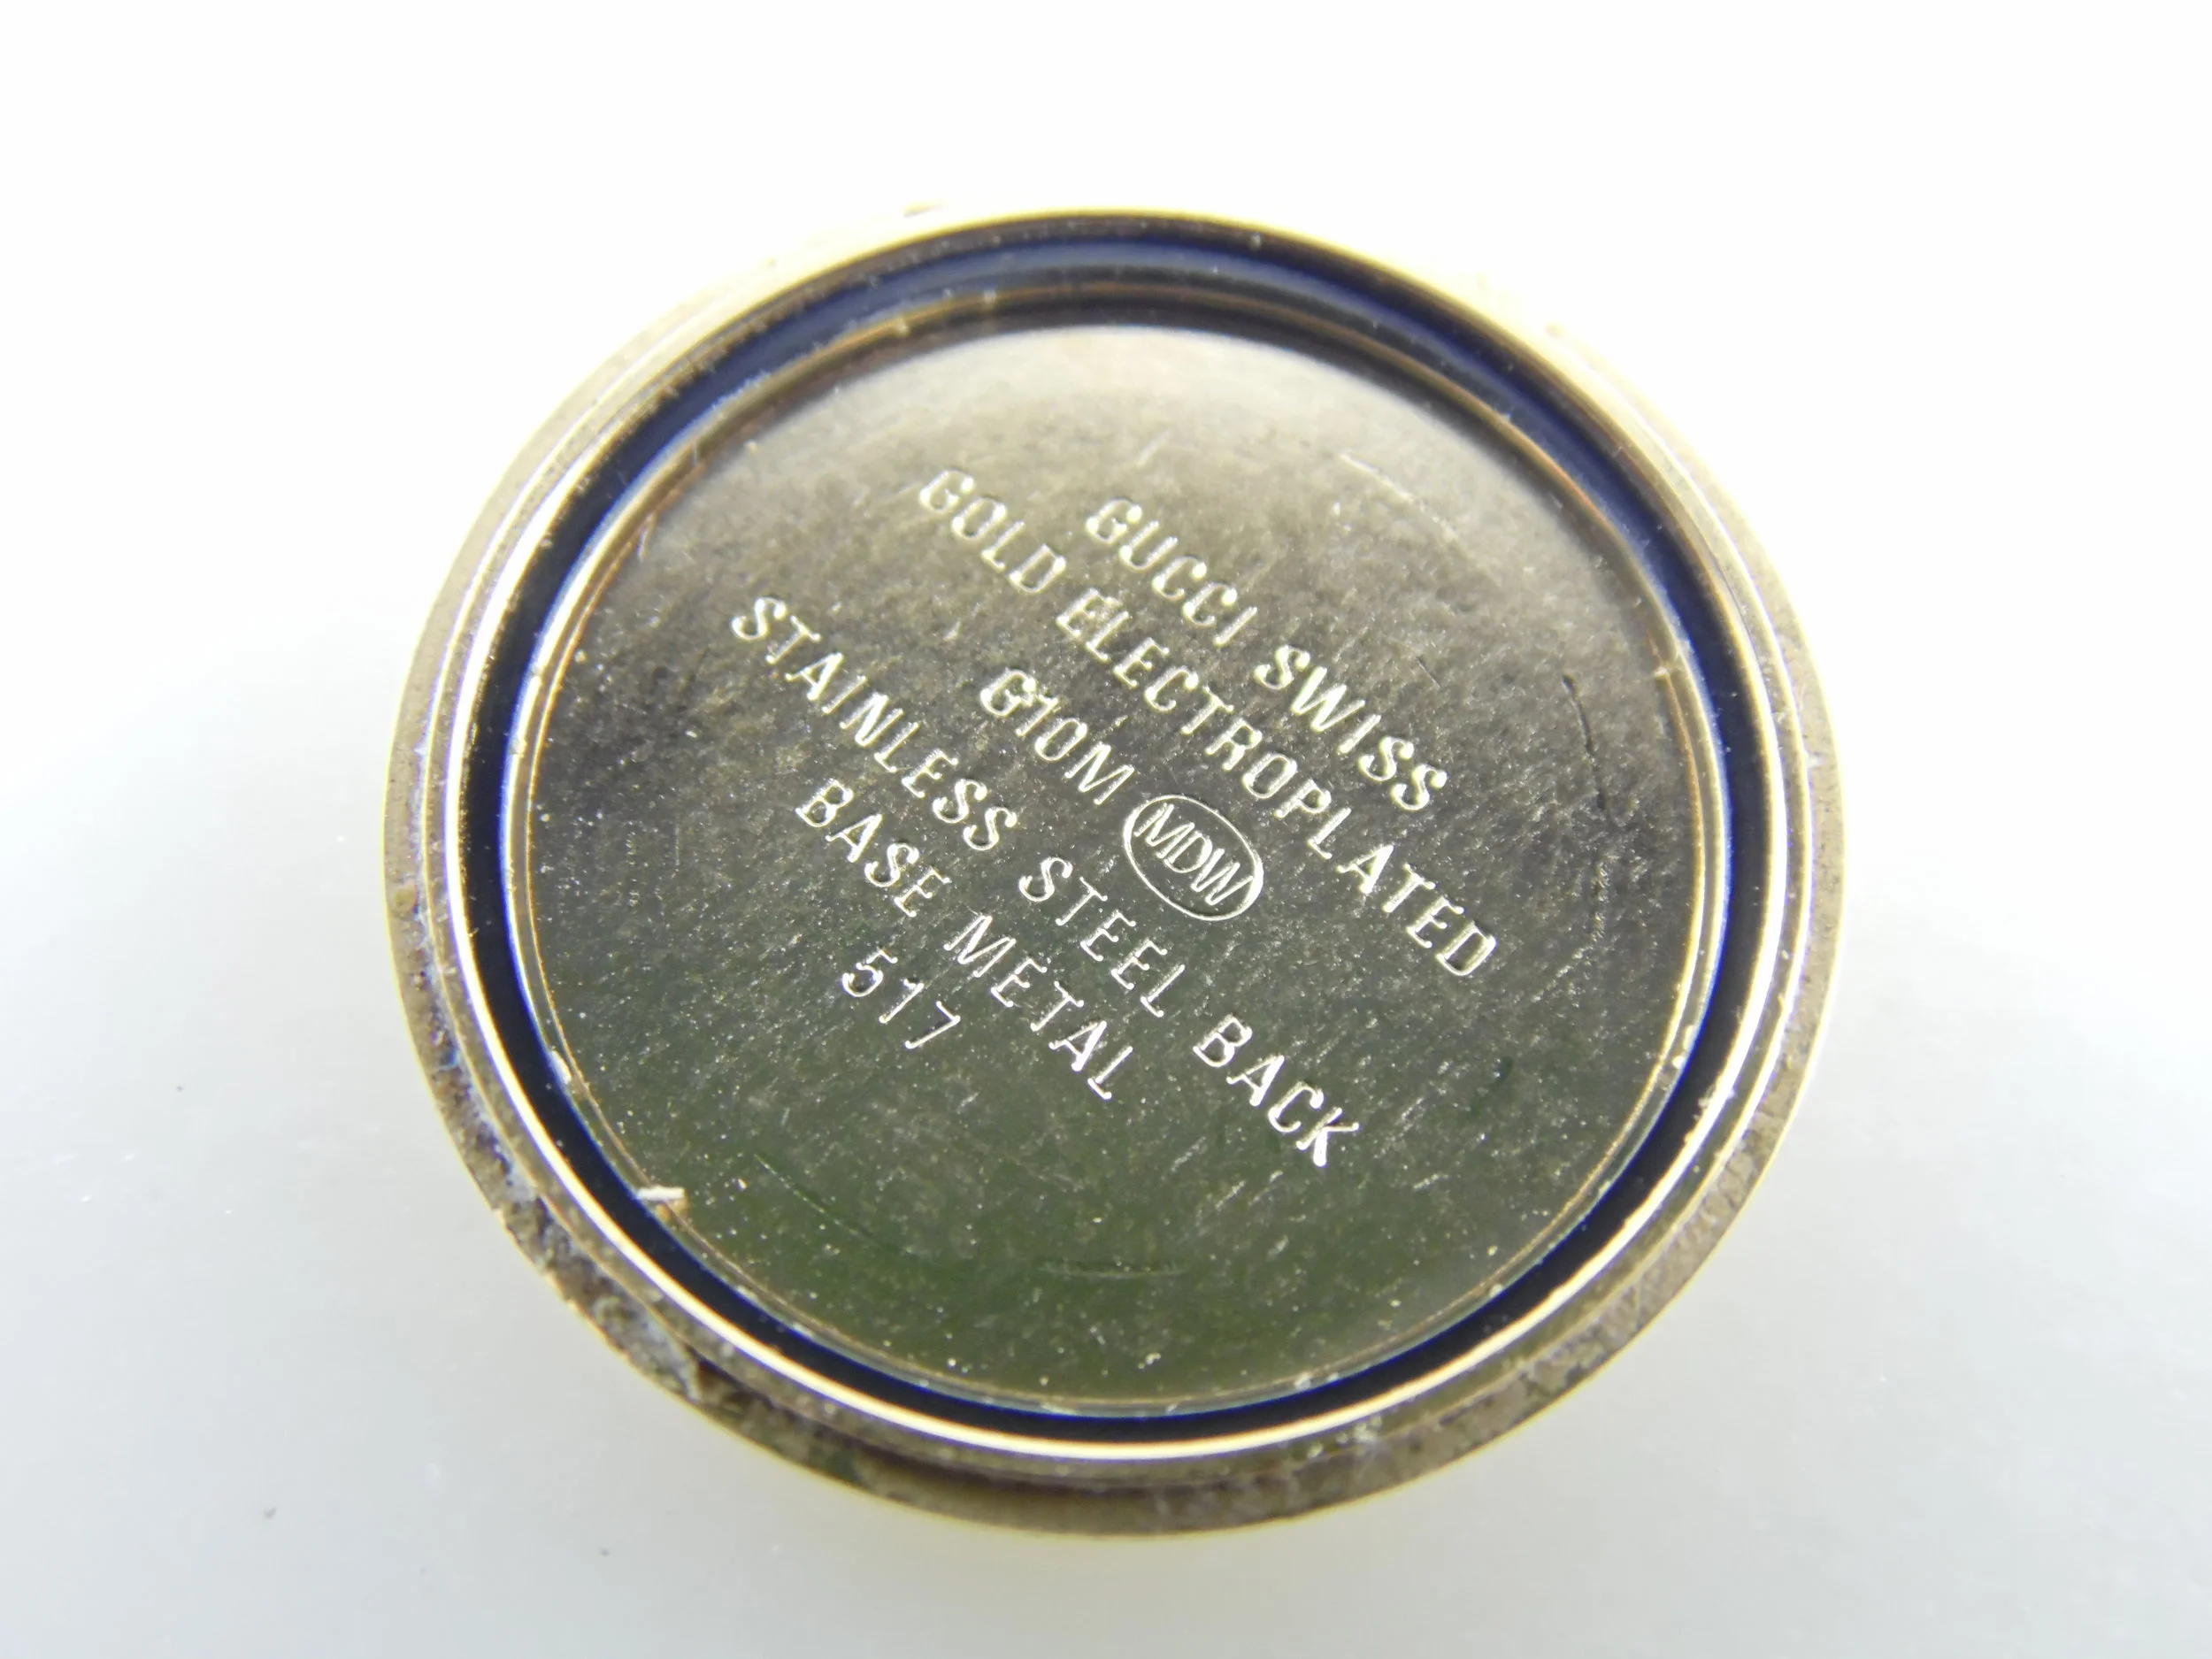 GUCCI SWISS
GOLD ELECTROPLATED
G10M MDW
STAINLESS STEEL BACK
BASE METAL
517